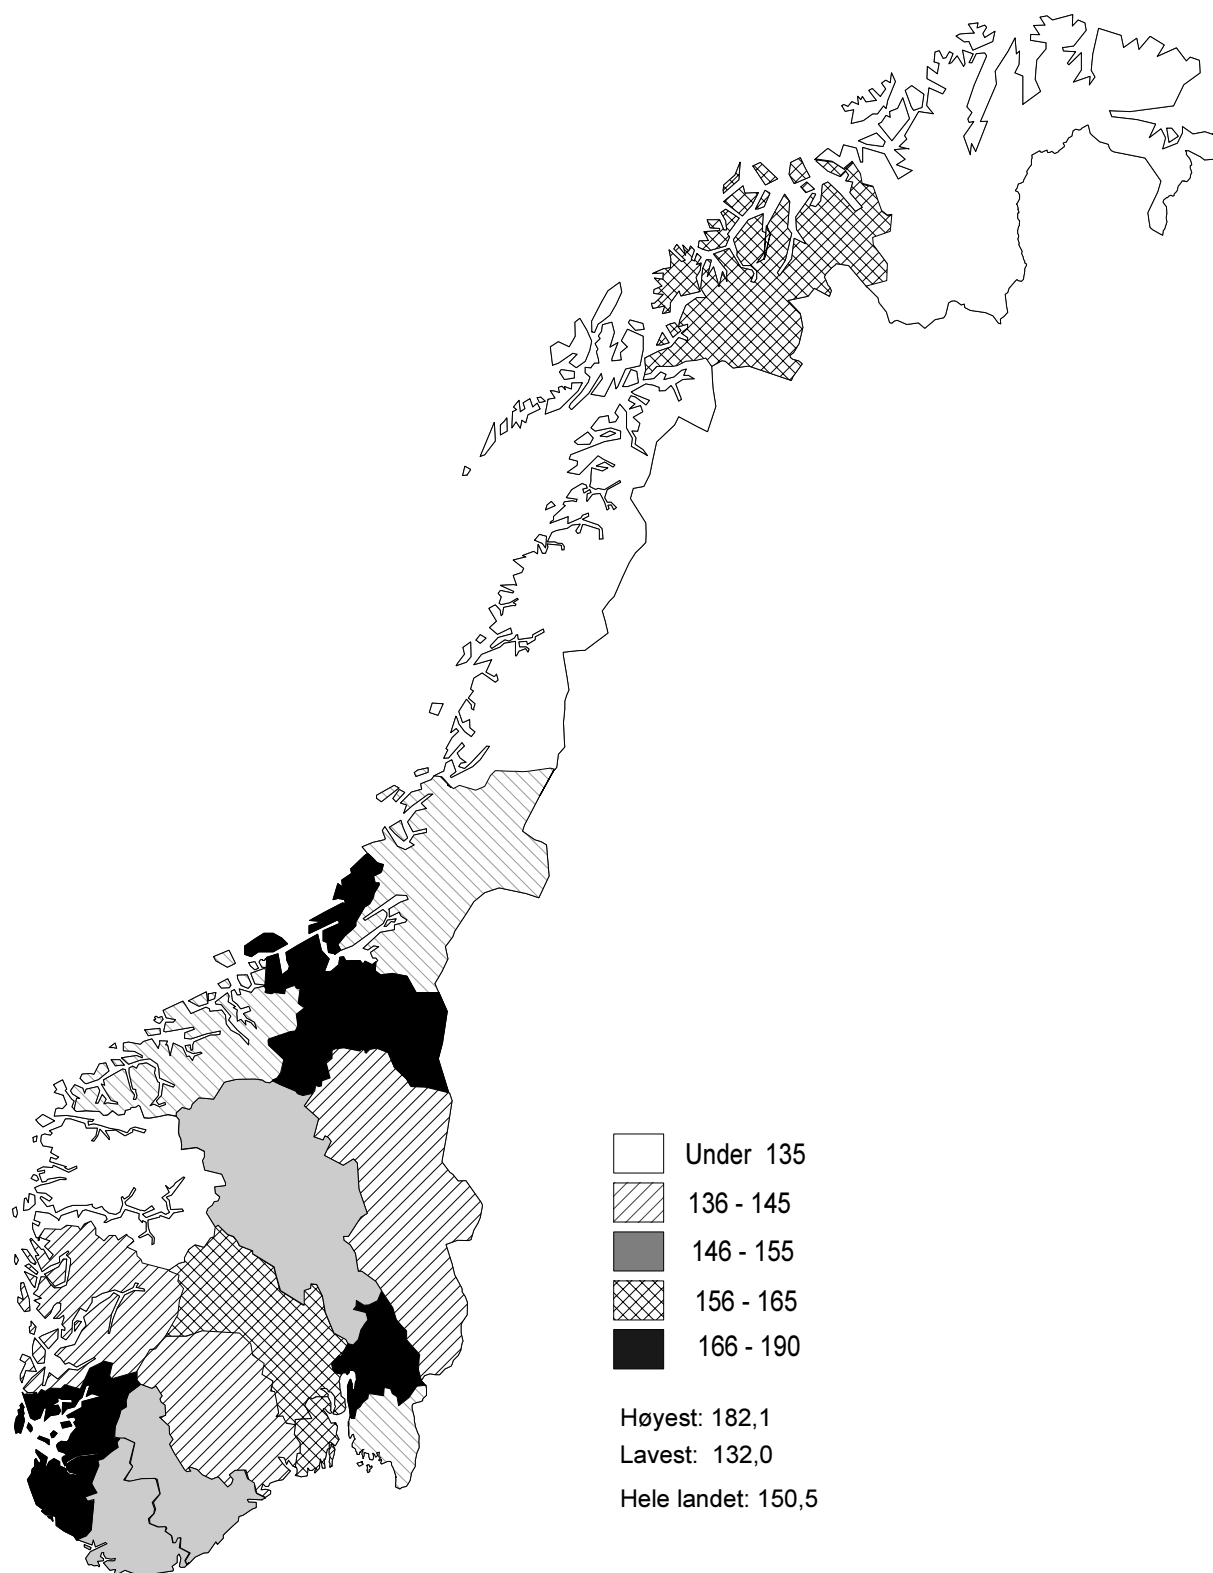 Under 135
136 - 145
146 - 155
156 - 165
166 - 190
Høyest: 182,1
Lavest: 132,0
Hele landet: 150,5